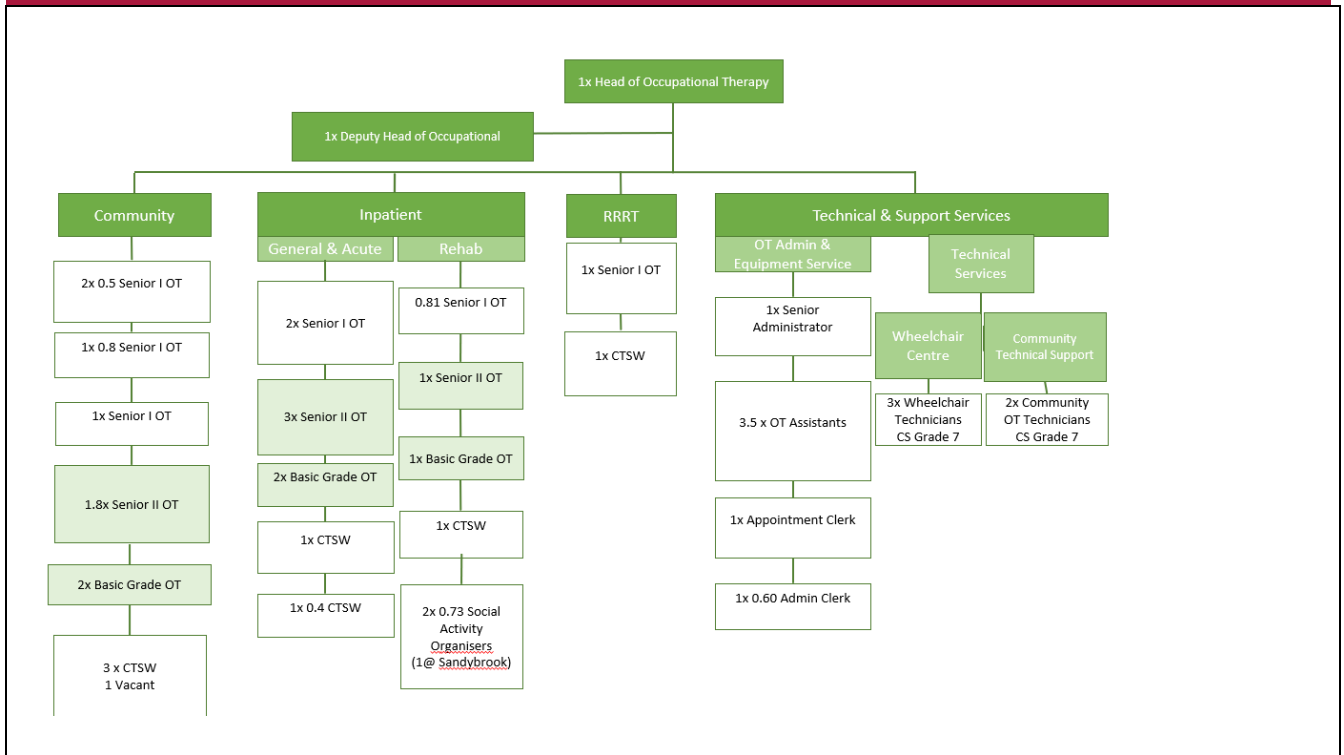 1x Head of Occupational Therapy
1x Deputy Head of Occupational
Community
2x 0.5 Senior I OT
1x 0.8 Senior I OT
1x Senior I OT
1.8x Senior II OT
2x Basic Grade OT
3 x CTSW
1 Vacant
Inpatient
General & Acute
2x Senior I OT
3x Senior II OT
2x Basic Grade OT
1x CTSW
1x 0.4 CTSW
Rehab
0.81 Senior I OT
1x Senior II OT
1x Basic Grade OT
1x CTSW
2x 0.73 Social
Activity
Organisers
(1@ Sandybrook)
RRRT
1x Senior I OT
1x CTSW
Technical & Support Services
OT Admin &
Equipment Service
1x Senior
Administrator
3.5 x OT Assistants
1x Appointment Clerk
1x 0.60 Admin Clerk
Technical
Services
Wheelchair
Centre
3x Wheelchair
Technicians
CS Grade 7
Community
Technical Support
2x Community
OT Technicians
CS Grade 7